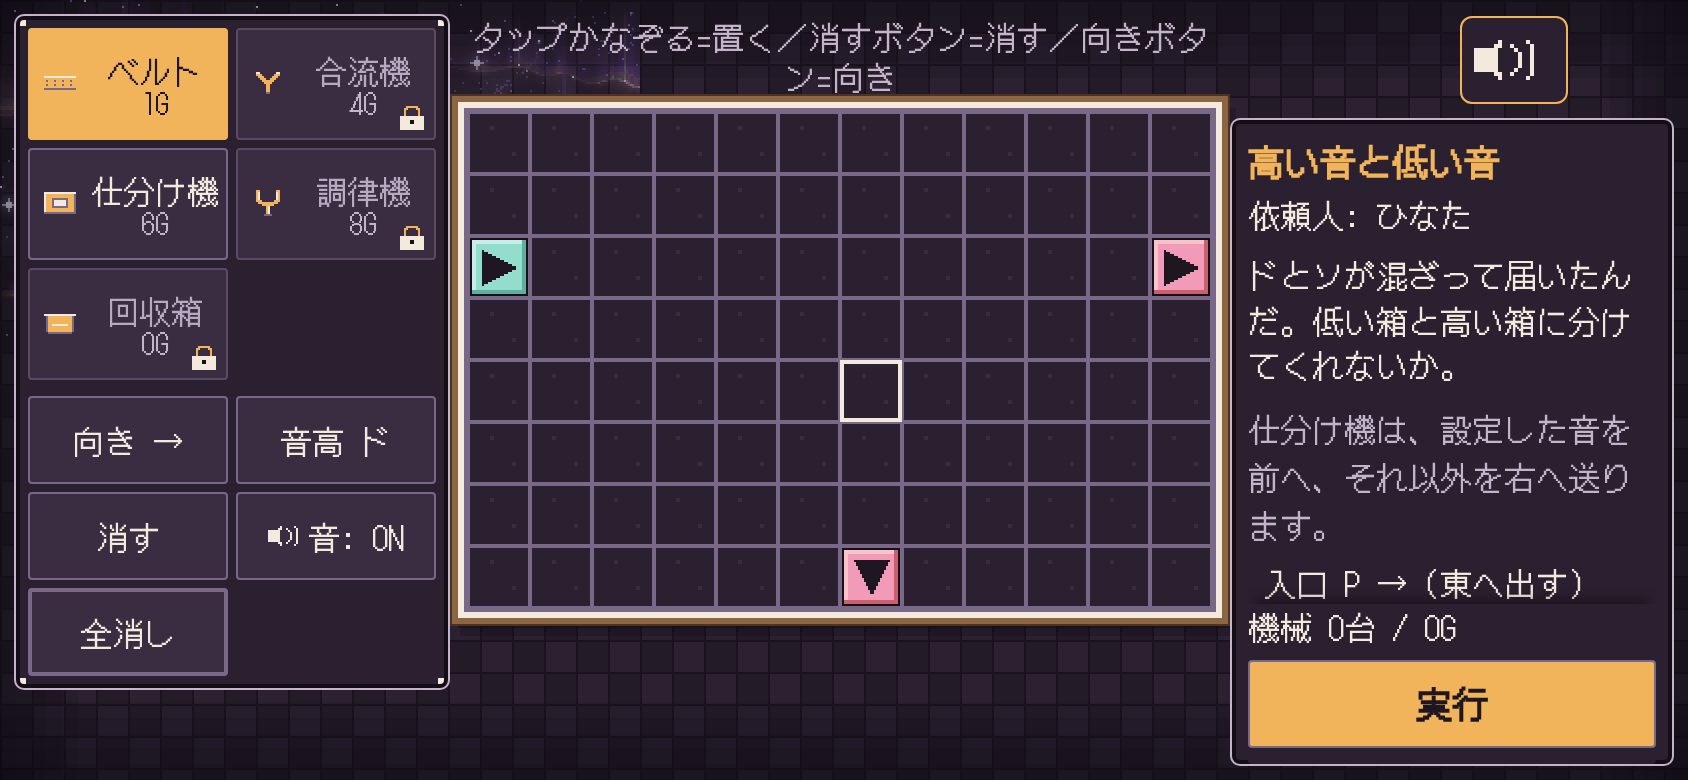 タップかなぞる=置く／消すボタン=消す／向きボタ
ン=向き
ベルト
1G
合流機
4G
仕分け機
6G
調律機
8G
回収箱
0G
向き →
音高 ド
消す
音: ON
全消し
高い音と低い音
依頼人: ひなた
ドとソが混ざって届いたん
だ。低い箱と高い箱に分け
てくれないか。
仕分け機は、設定した音を
前へ、それ以外を右へ送り
ます。
入口 P →（東へ出す）
機械 0台 / 0G
実行